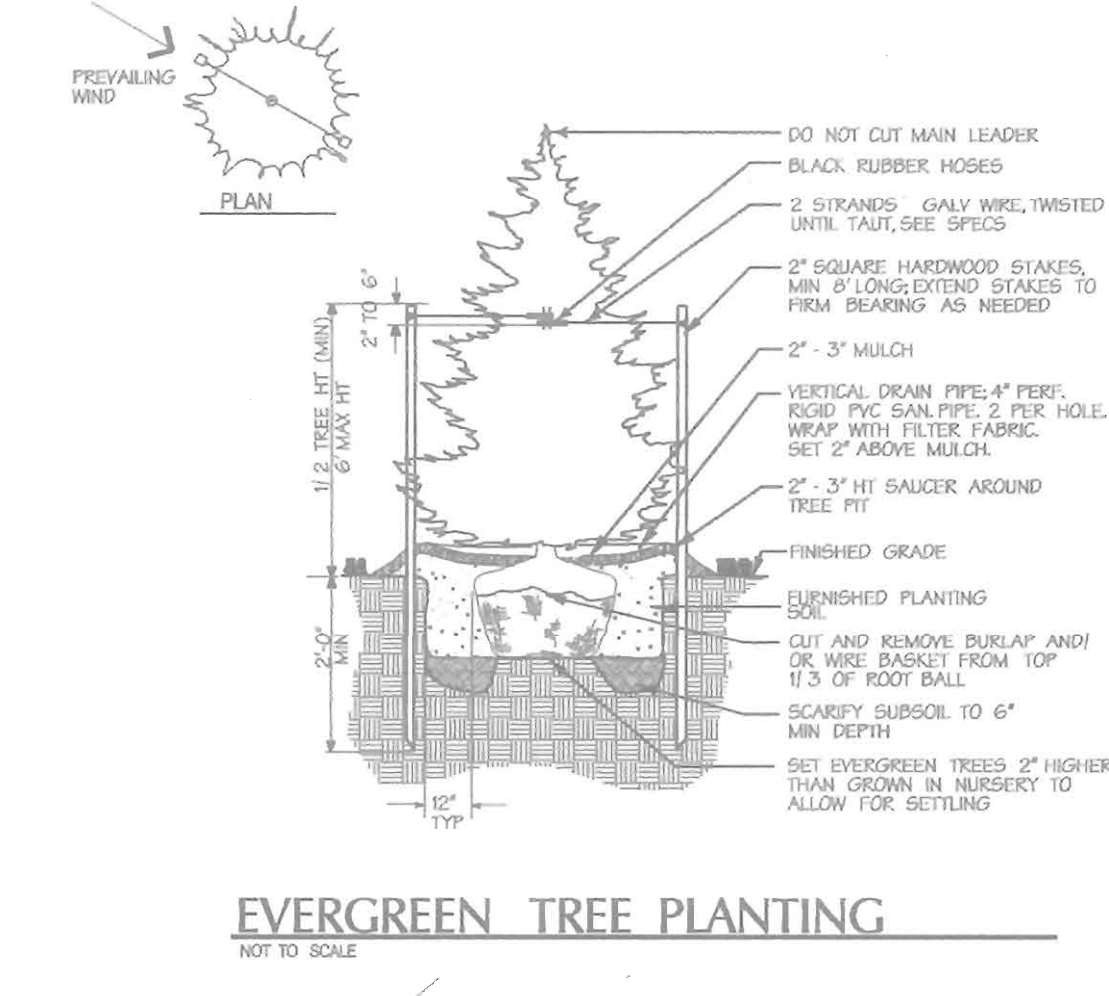 PREVAILING
WIND
PLAN
DO NOT CUT MAIN LEADER
BLACK RUBBER HOSES
2 STRANDS GALV WIRE, TWISTED
UNTIL TAUT, SEE SPECS
2" SQUARE HARDWOOD STAKES,
MIN 8' LONG; EXTEND STAKES TO
FIRM BEARING AS NEEDED
2" - 3" MULCH
VERTICAL DRAIN PIPE; 4" PERF.
RIGID PVC SAN. PIPE. 2 PER HOLE.
WRAP WITH FILTER FABRIC.
SET 2" ABOVE MULCH.
2" - 3" HT SAUCER AROUND
TREE PIT
FINISHED GRADE
FURNISHED PLANTING
SOIL
CUT AND REMOVE BURLAP AND/
OR WIRE BASKET FROM TOP
1/3 OF ROOT BALL
SCARIFY SUBSOIL TO 6"
MIN DEPTH
SET EVERGREEN TREES 2" HIGHER
THAN GROWN IN NURSERY TO
ALLOW FOR SETTLING
2" TO 6"
1/2 TREE HT (MIN)
6' MAX HT
2'-0"
MIN
12"
TYP
EVERGREEN TREE PLANTING
NOT TO SCALE